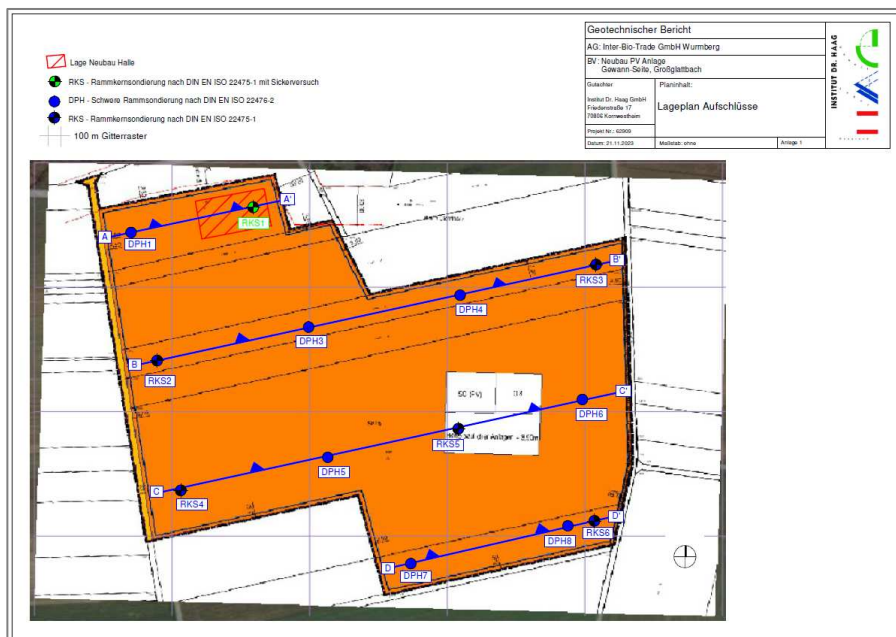 Lage Neubau Halle
RKS - Rammkernsondierung nach DIN EN ISO 22475-1 mit Sickerversuch
DPH - Schwere Rammsondierung nach DIN EN ISO 22476-2
RKS - Rammkernsondierung nach DIN EN ISO 22475-1
100 m Gitterraster
Geotechnischer Bericht
AG: Inter-Bio-Trade GmbH Wurmberg
BV: Neubau PV Anlage
Gewann-Seite, Großglattbach
Gutachter
Institut Dr. Haag GmbH
Friedenstraße 17
70806 Kornwestheim
Planinhalt:
Lageplan Aufschlüsse
Projekt Nr.: 62909
Datum: 21.11.2023
Maßstab: ohne
Anlage 1
INSTITUT DR. HAAG
A
DPH1
RKS1
A'
B
RKS2
DPH3
DPH4
RKS3
B'
SO (PV)
C
RKS4
DPH5
RKS5
DPH6
C'
D
DPH7
DPH8
RKS6
D'